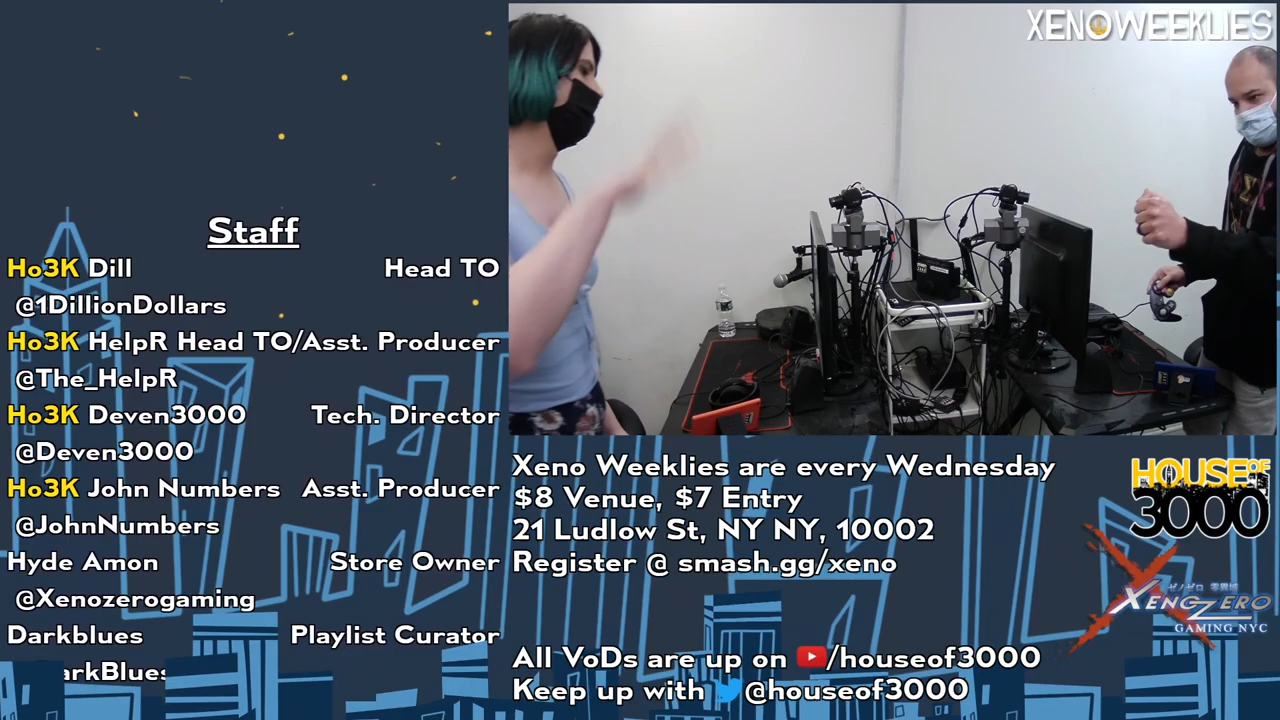 XENOWEEKLIES
Staff
Ho3K Dill Head TO
@1DillionDollars
Ho3K HelpR Head TO/Asst. Producer
@The_HelpR
Ho3K Deven3000 Tech. Director
@Deven3000
Ho3K John Numbers Asst. Producer
@JohnNumbers
Hyde Amon Store Owner
@Xenozerogaming
Darkblues Playlist Curator
arkBlues
Xeno Weeklies are every Wednesday
$8 Venue, $7 Entry
21 Ludlow St, NY NY, 10002
Register @ smash.gg/xeno
All VoDs are up on /houseof3000
Keep up with @houseof3000
HOUSE OF
3000
XENOZERO
GAMING NYC